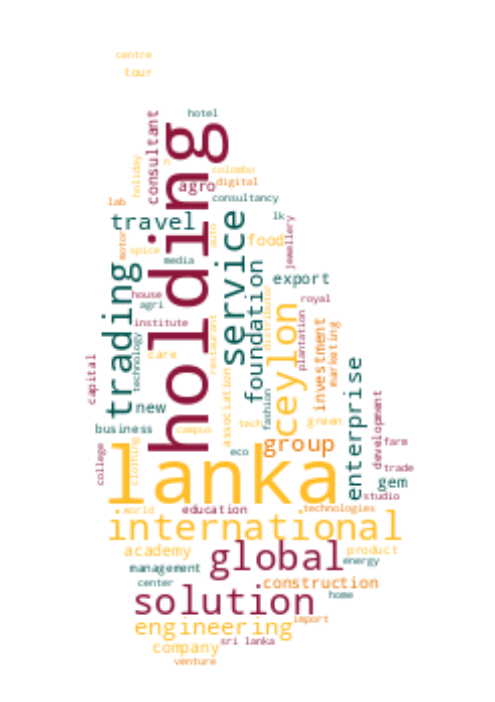 centre
tour
hotel
consultant
holding
holiday
colombo
agro
digital
consultancy
lab
travel
lk
service
auto
jewellery
food
motor
spice
media
trading
foundation
export
house
agri
distributor
royal
ceylon
institute
technology
restaurant
plantation
investment
marketing
care
capital
enterprise
association
new
fashion
development
business
campus
tech
green
group
farm
college
clothing
eco
lanka
trade
gem
studio
world
education
technologies
international
academy
global
product
management
energy
center
construction
solution
home
engineering
import
company
sri lanka
venture